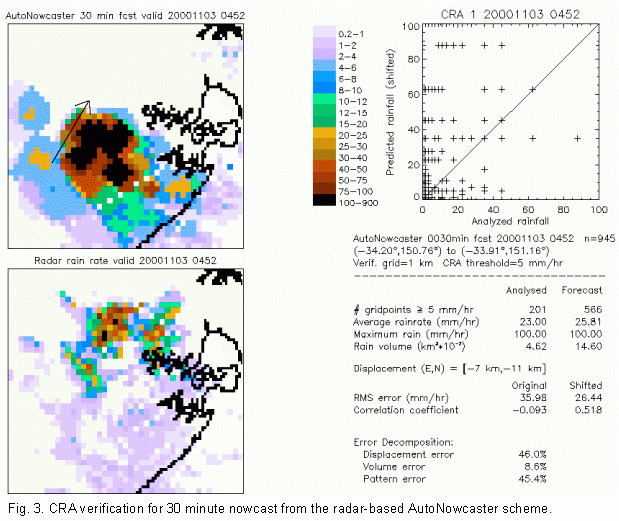 AutoNowcaster 30 min fcst valid 20001103 0452
0.2-1
1-2
2-4
4-6
6-8
8-10
10-12
12-15
15-20
20-25
25-30
30-40
40-50
50-75
75-100
100-900
CRA 1 20001103 0452
Predicted rainfall (shifted)
100
80
60
40
20
0
0 20 40 60 80 100
Analyzed rainfall
Radar rain rate valid 20001103 0452
AutoNowcaster 0030min fcst 20001103 0452 n=945
(-34.20°,150.76°) to (-33.91°,151.16°)
Verif. grid=1 km CRA threshold=5 mm/hr
Analysed Forecast
# gridpoints ≥ 5 mm/hr 201 566
Average rainrate (mm/hr) 23.00 25.81
Maximum rain (mm/hr) 100.00 100.00
Rain volume (km³*10⁻³) 4.62 14.60
Displacement (E,N) = [-7 km,-11 km]
Original Shifted
RMS error (mm/hr) 35.98 26.44
Correlation coefficient -0.093 0.518
Error Decomposition:
Displacement error 46.0%
Volume error 8.6%
Pattern error 45.4%
Fig. 3. CRA verification for 30 minute nowcast from the radar-based AutoNowcaster scheme.